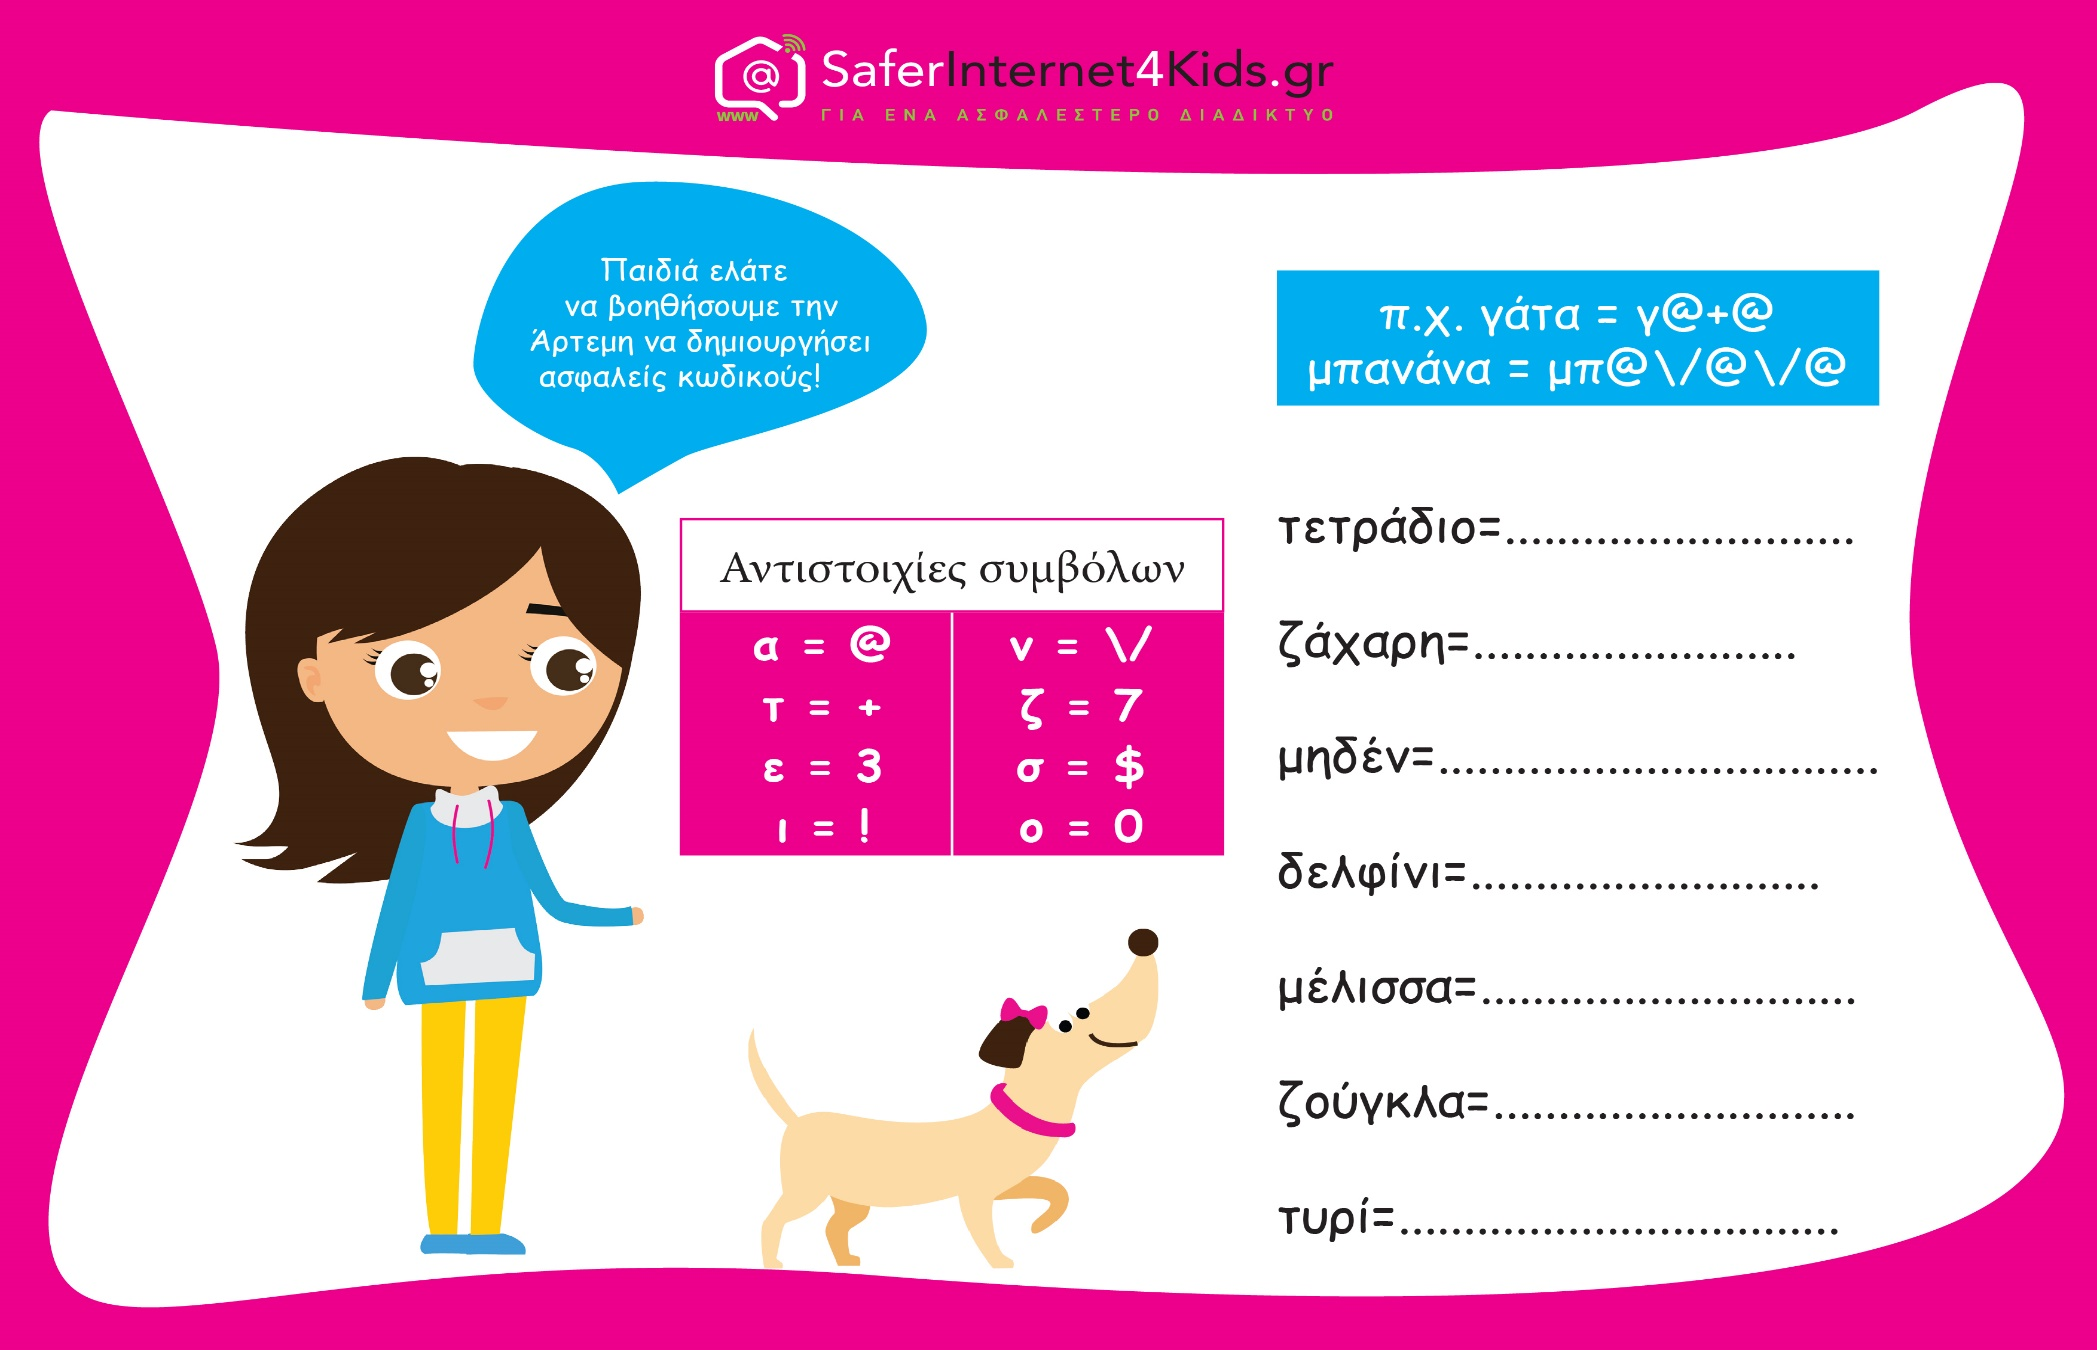 @
www
SaferInternet4Kids.gr
ΓΙΑ ΕΝΑ ΑΣΦΑΛΕΣΤΕΡΟ ΔΙΑΔΙΚΤΥΟ
Παιδιά ελάτε
να βοηθήσουμε την
Άρτεμη να δημιουργήσει
ασφαλείς κωδικούς!
π.χ. γάτα = γ@+@
μπανάνα = μπ@\/@\/@
Αντιστοιχίες συμβόλων
α = @
τ = +
ε = 3
ι = !
ν = \/
ζ = 7
σ = $
ο = 0
τετράδιο=...........................
ζάχαρη=.........................
μηδέν=..................................
δελφίνι=...........................
μέλισσα=.............................
ζούγκλα=............................
τυρί=..................................